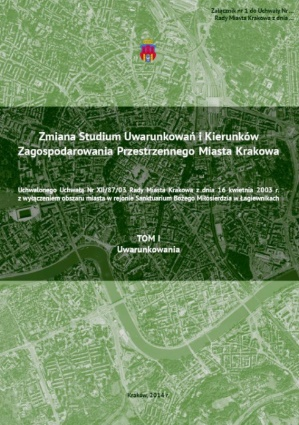 Załącznik nr 1 do Uchwały Nr ...
Rady Miasta Krakowa z dnia ...
Zmiana Studium Uwarunkowań i Kierunków
Zagospodarowania Przestrzennego Miasta Krakowa
Uchwalonego Uchwałą Nr XII/87/03 Rady Miasta Krakowa z dnia 16 kwietnia 2003 r.
z wyłączeniem obszaru miasta w rejonie Sanktuarium Bożego Miłosierdzia w Łagiewnikach
TOM I
Uwarunkowania
Kraków, 2014 r.